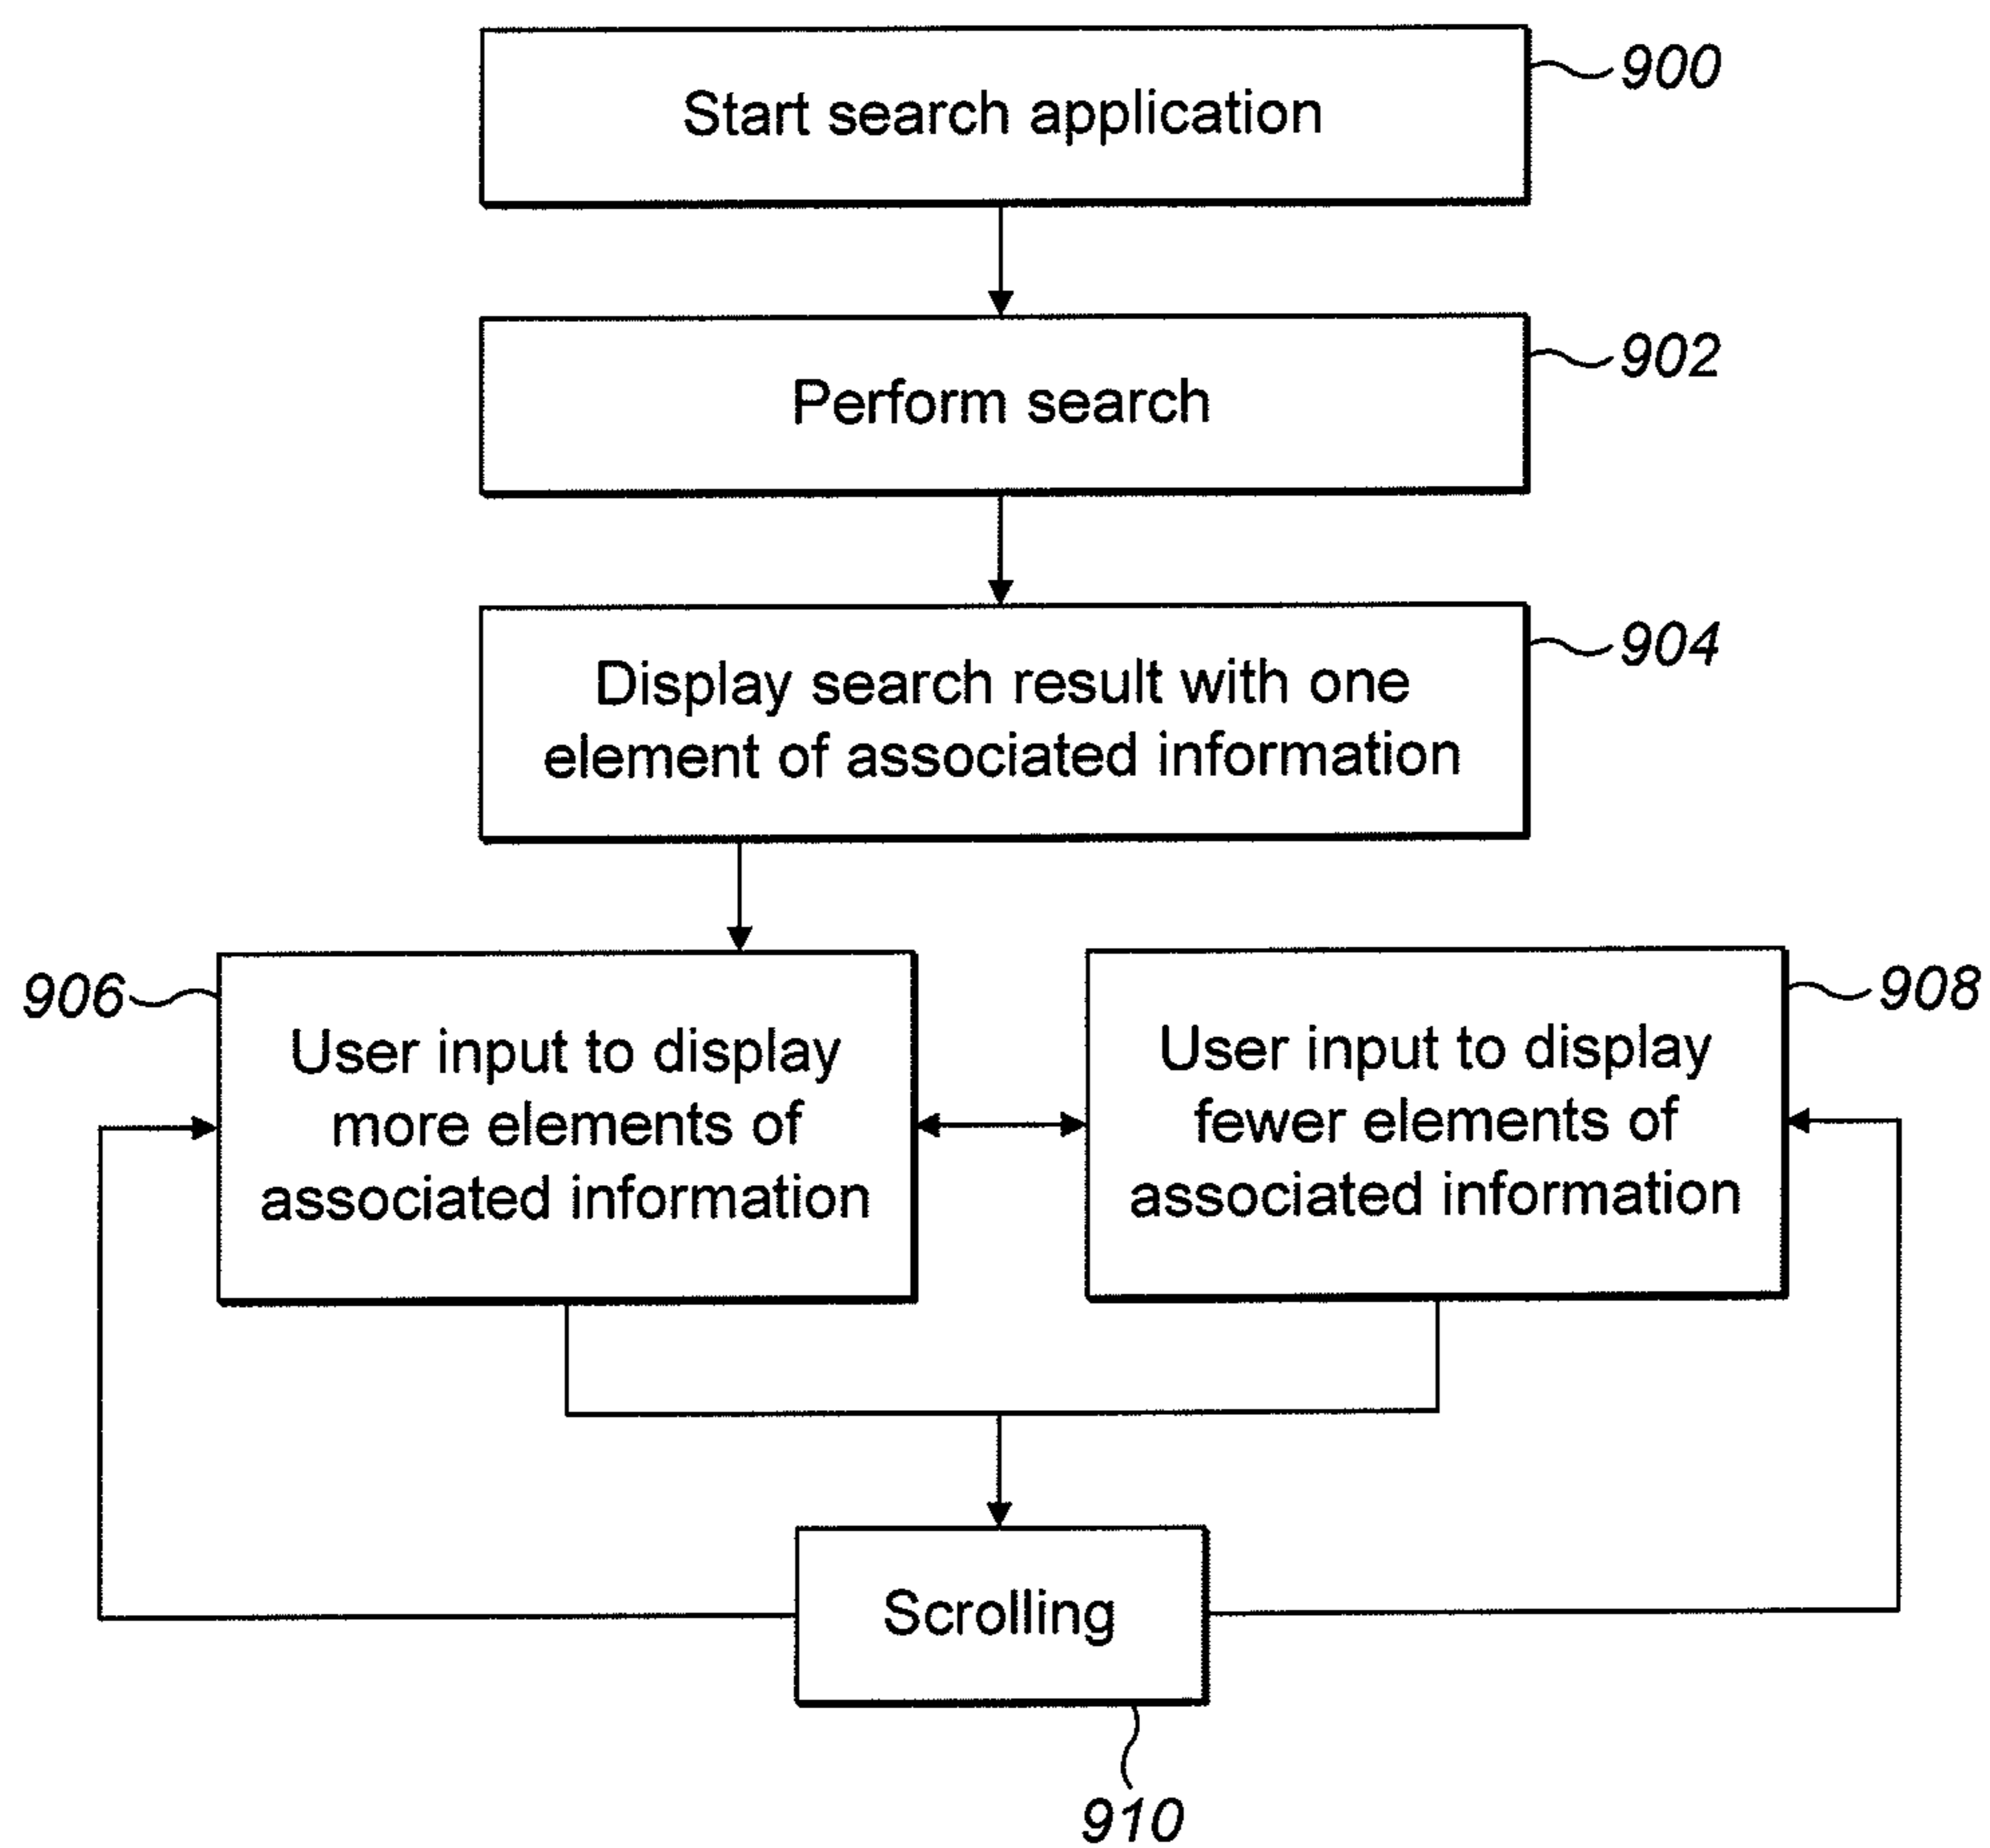 Start search application
900
Perform search
902
Display search result with one
element of associated information
904
906
User input to display
more elements of
associated information
User input to display
fewer elements of
associated information
908
Scrolling
910